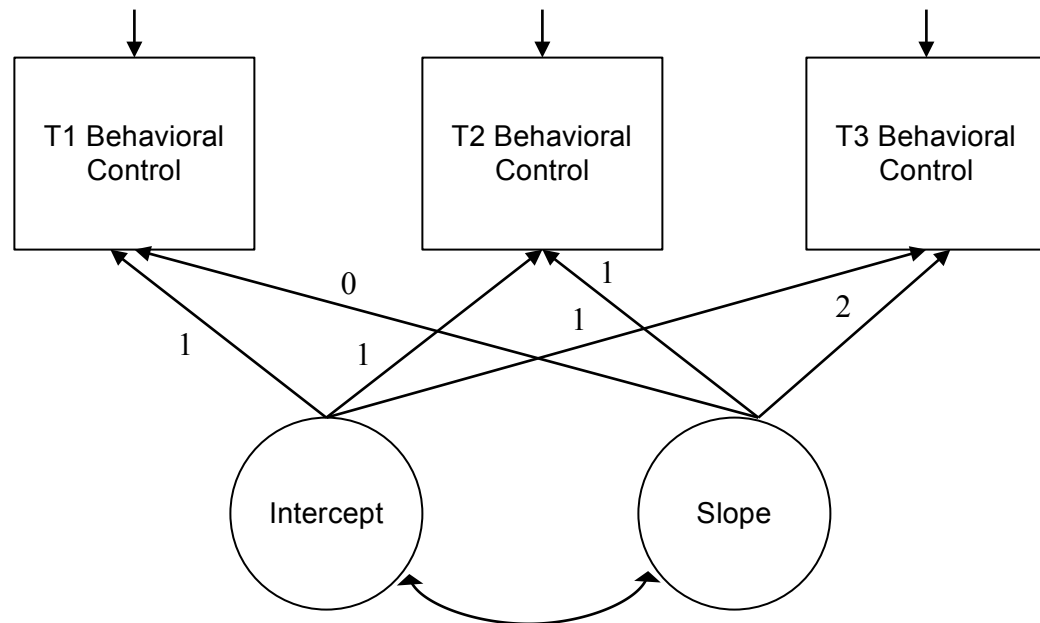 T1 Behavioral
Control
T2 Behavioral
Control
T3 Behavioral
Control
0
1
1
1
1
2
Intercept
Slope